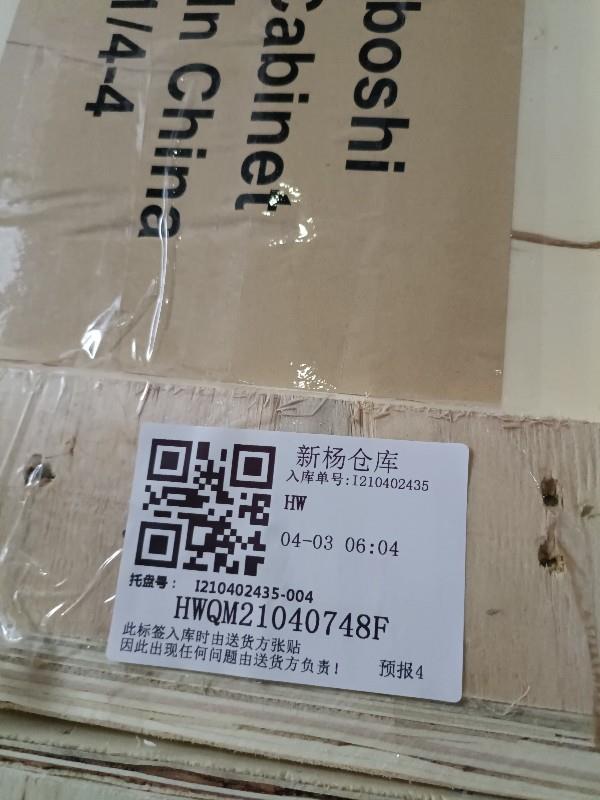 boshi
Cabinet
In China
1/4-4
新杨仓库
入库单号:I210402435
HW
04-03 06:04
托盘号： I210402435-004
HWQM21040748F
此标签入库时由送货方张贴
因此出现任何问题由送货方负责！
预报4